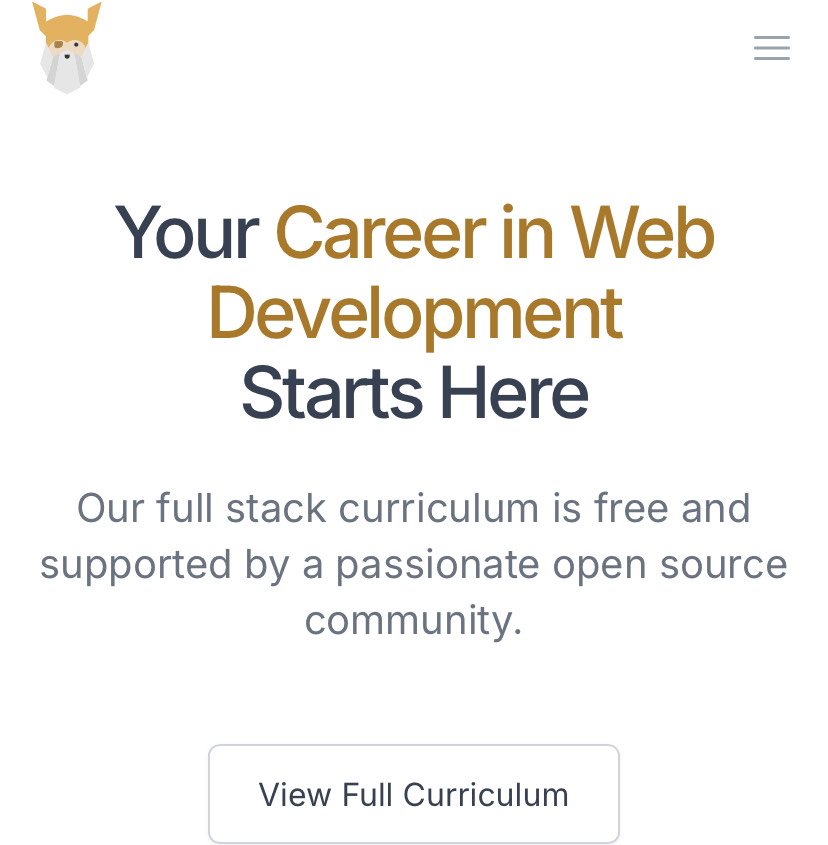 Your Career in Web
Development
Starts Here
Our full stack curriculum is free and
supported by a passionate open source
community.
View Full Curriculum